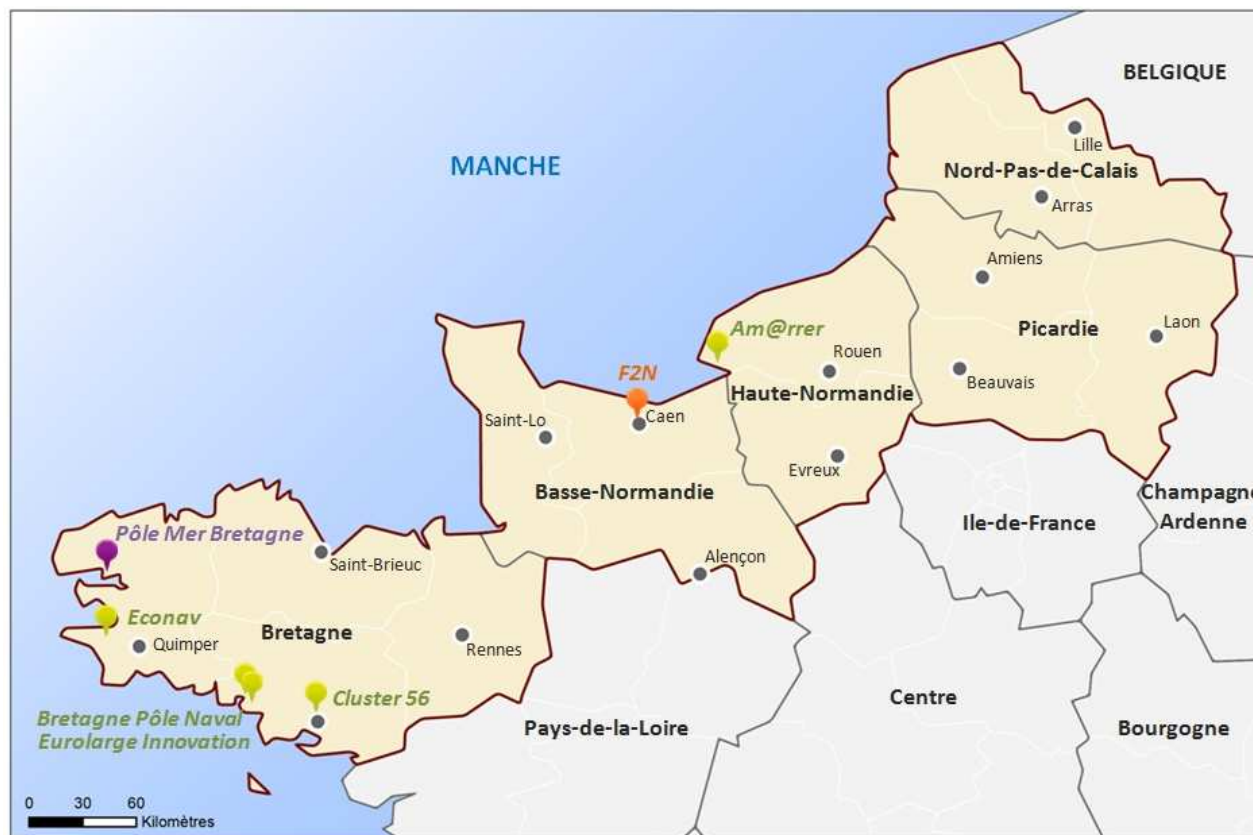 BELGIQUE
Lille
MANCHE
Nord-Pas-de-Calais
Arras
Amiens
Am@rrer
Picardie
Laon
Rouen
F2N
Beauvais
Haute-Normandie
Saint-Lo
Caen
Evreux
Basse-Normandie
Champagne
Ardenne
Ile-de-France
Pôle Mer Bretagne
Saint-Brieuc
Alençon
Econav
Bretagne
Quimper
Rennes
Cluster 56
Centre
Bretagne Pôle Naval
Eurolarge Innovation
Pays-de-la-Loire
Bourgogne
0 30 60
Kilomètres